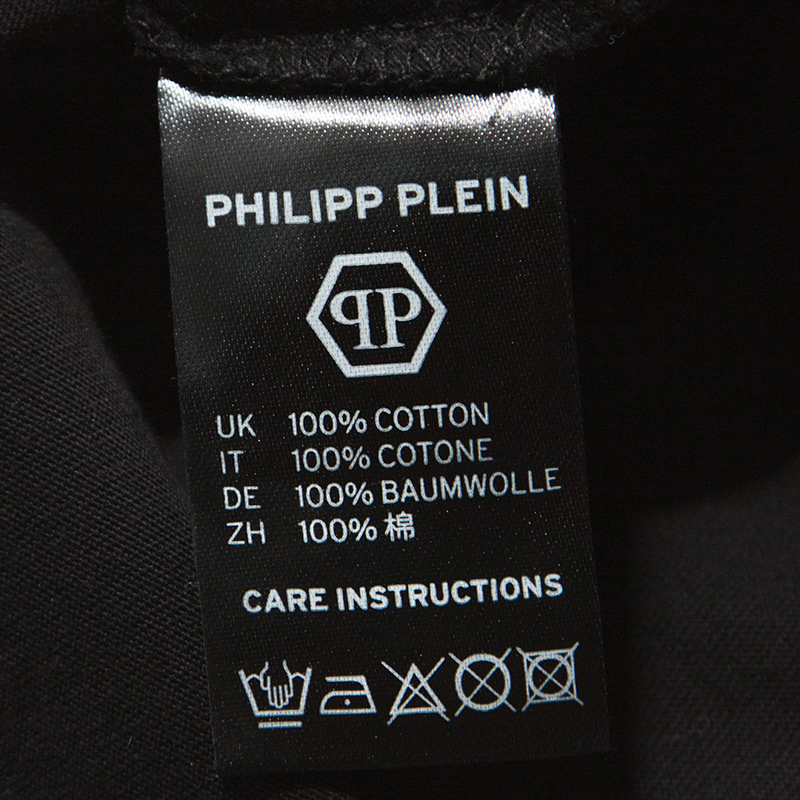 PHILIPP PLEIN
PP
UK 100% COTTON
IT 100% COTONE
DE 100% BAUMWOLLE
ZH 100% 棉
CARE INSTRUCTIONS